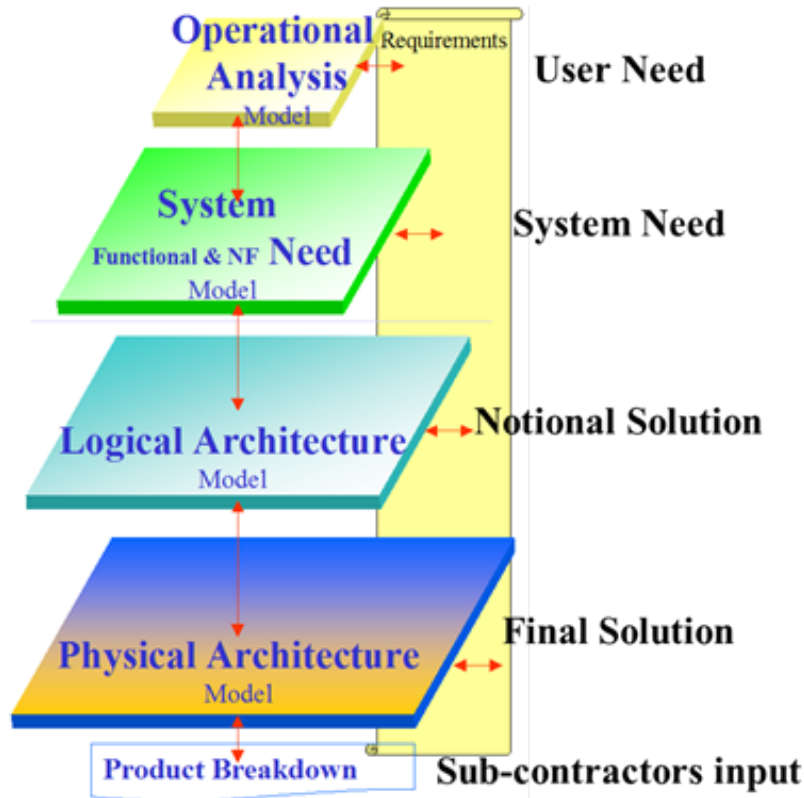 Operational
Analysis
Model
Requirements
User Need
System
Functional & NF Need
Model
System Need
Logical Architecture
Model
Notional Solution
Physical Architecture
Model
Final Solution
Product Breakdown
Sub-contractors input